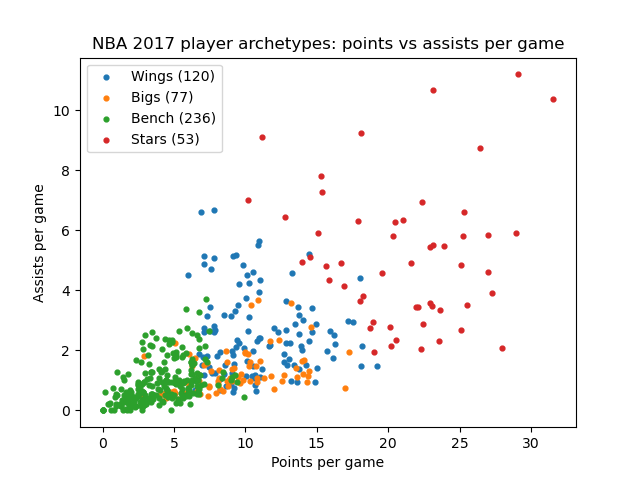 NBA 2017 player archetypes: points vs assists per game
Wings (120)
Bigs (77)
Bench (236)
Stars (53)
Assists per game
10
8
6
4
2
0
0 5 10 15 20 25 30
Points per game